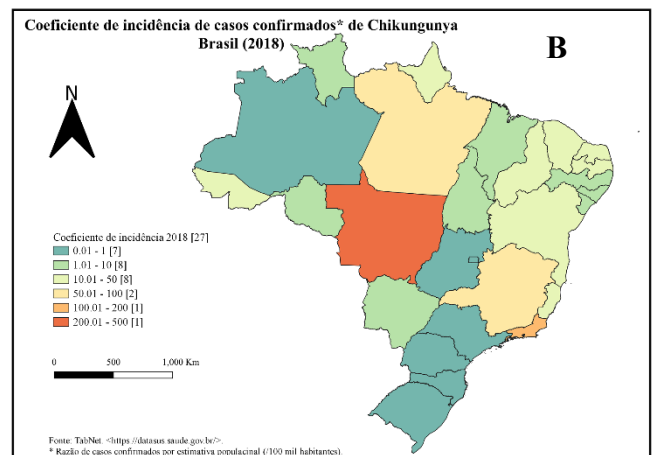 Coeficiente de incidência de casos confirmados* de Chikungunya
Brasil (2018)
B
N
Coeficiente de incidência 2018 [27]
0.01 - 1 [7]
1.01 - 10 [8]
10.01 - 50 [8]
50.01 - 100 [2]
100.01 - 200 [1]
200.01 - 500 [1]
0 500 1,000 Km
Fonte: TabNet. <https://datasus.saude.gov.br/>.
* Razão de casos confirmados por estimativa populacinal (/100 mil habitantes).